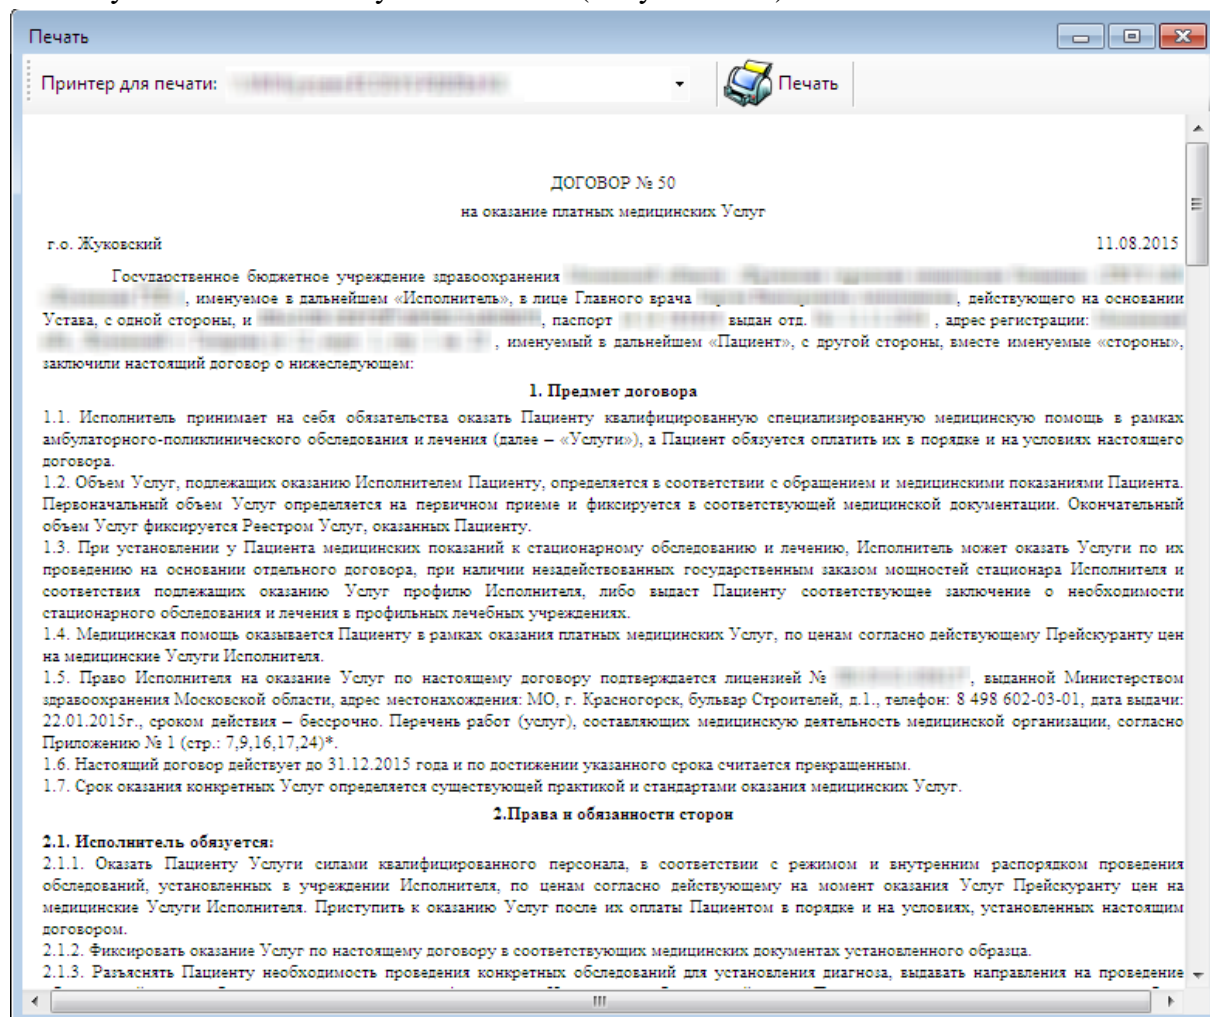 Печать
Принтер для печати:
Печать
ДОГОВОР № 50
на оказание платных медицинских Услуг
г.о. Жуковский 11.08.2015
Государственное бюджетное учреждение здравоохранения
, именуемое в дальнейшем «Исполнитель», в лице Главного врача , действующего на основании
Устава, с одной стороны, и , паспорт выдан отд. , адрес регистрации:
, именуемый в дальнейшем «Пациент», с другой стороны, вместе именуемые «стороны»,
заключили настоящий договор о нижеследующем:
1. Предмет договора
1.1. Исполнитель принимает на себя обязательства оказать Пациенту квалифицированную специализированную медицинскую помощь в рамках
амбулаторного-поликлинического обследования и лечения (далее – «Услуги»), а Пациент обязуется оплатить их в порядке и на условиях настоящего
договора.
1.2. Объем Услуг, подлежащих оказанию Исполнителем Пациенту, определяется в соответствии с обращением и медицинскими показаниями Пациента.
Первоначальный объем Услуг определяется на первичном приеме и фиксируется в соответствующей медицинской документации. Окончательный
объем Услуг фиксируется Реестром Услуг, оказанных Пациенту.
1.3. При установлении у Пациента медицинских показаний к стационарному обследованию и лечению, Исполнитель может оказать Услуги по их
проведению на основании отдельного договора, при наличии незадействованных государственным заказом мощностей стационара Исполнителя и
соответствия подлежащих оказанию Услуг профилю Исполнителя, либо выдаст Пациенту соответствующее заключение о необходимости
стационарного обследования и лечения в профильных лечебных учреждениях.
1.4. Медицинская помощь оказывается Пациенту в рамках оказания платных медицинских Услуг, по ценам согласно действующему Прейскуранту цен
на медицинские Услуги Исполнителя.
1.5. Право Исполнителя на оказание Услуг по настоящему договору подтверждается лицензией № , выданной Министерством
здравоохранения Московской области, адрес местонахождения: МО, г. Красногорск, бульвар Строителей, д.1., телефон: 8 498 602-03-01, дата выдачи:
22.01.2015г., сроком действия – бессрочно. Перечень работ (услуг), составляющих медицинскую деятельность медицинской организации, согласно
Приложению № 1 (стр.: 7,9,16,17,24)*.
1.6. Настоящий договор действует до 31.12.2015 года и по достижении указанного срока считается прекращенным.
1.7. Срок оказания конкретных Услуг определяется существующей практикой и стандартами оказания медицинских Услуг.
2.Права и обязанности сторон
2.1. Исполнитель обязуется:
2.1.1. Оказать Пациенту Услуги силами квалифицированного персонала, в соответствии с режимом и внутренним распорядком проведения
обследований, установленных в учреждении Исполнителя, по ценам согласно действующему на момент оказания Услуг Прейскуранту цен на
медицинские Услуги Исполнителя. Приступить к оказанию Услуг после их оплаты Пациентом в порядке и на условиях, установленных настоящим
договором.
2.1.2. Фиксировать оказание Услуг по настоящему договору в соответствующих медицинских документах установленного образца.
2.1.3. Разъяснять Пациенту необходимость проведения конкретных обследований для установления диагноза, выдавать направления на проведение